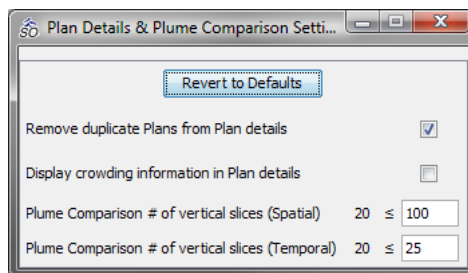 SO Plan Details & Plume Comparison Setti...
Revert to Defaults
Remove duplicate Plans from Plan details
Display crowding information in Plan details
Plume Comparison # of vertical slices (Spatial) 20 ≤ 100
Plume Comparison # of vertical slices (Temporal) 20 ≤ 25